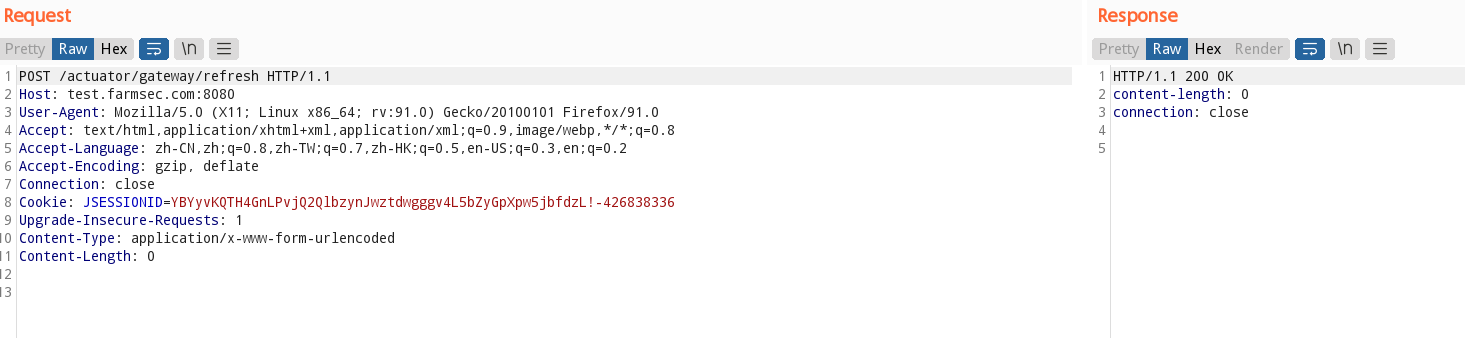 Request
Pretty Raw Hex \n
1 POST /actuator/gateway/refresh HTTP/1.1
2 Host: test.farmsec.com:8080
3 User-Agent: Mozilla/5.0 (X11; Linux x86_64; rv:91.0) Gecko/20100101 Firefox/91.0
4 Accept: text/html,application/xhtml+xml,application/xml;q=0.9,image/webp,*/*;q=0.8
5 Accept-Language: zh-CN,zh;q=0.8,zh-TW;q=0.7,zh-HK;q=0.5,en-US;q=0.3,en;q=0.2
6 Accept-Encoding: gzip, deflate
7 Connection: close
8 Cookie: JSESSIONID=YBYyvKQTH4GnLPvjQ2QlbzynJwztdwgggv4L5bZyGpXpw5jbfdzL!-426838336
9 Upgrade-Insecure-Requests: 1
10 Content-Type: application/x-www-form-urlencoded
11 Content-Length: 0
12
13
Response
Pretty Raw Hex Render \n
1 HTTP/1.1 200 OK
2 content-length: 0
3 connection: close
4
5